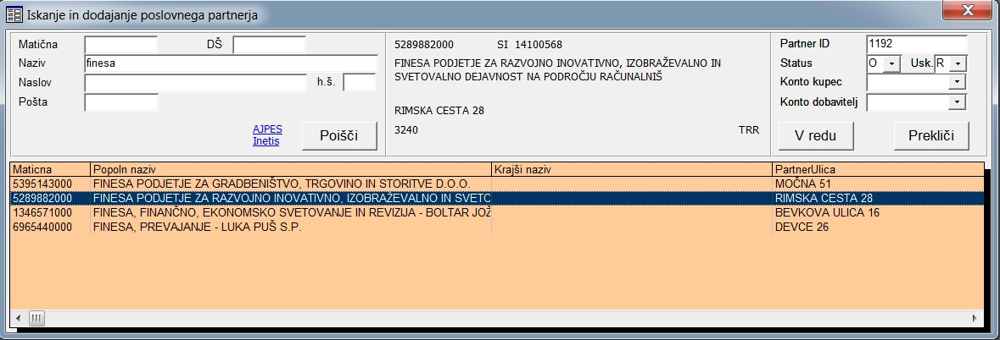 Iskanje in dodajanje poslovnega partnerja
Matična DŠ
Naziv finesa
Naslov h.š.
Pošta
AJPES
Inetis
Poišči
5289882000 SI 14100568
FINESA PODJETJE ZA RAZVOJNO INOVATIVNO, IZOBRAŽEVALNO IN
SVETOVALNO DEJAVNOST NA PODROČJU RAČUNALNIŠ
RIMSKA CESTA 28
3240 TRR
Partner ID 1192
Status O Usk. R
Konto kupec
Konto dobavitelj
V redu Prekliči
Maticna Popoln naziv Krajši naziv PartnerUlica
5395143000 FINESA PODJETJE ZA GRADBENIŠTVO, TRGOVINO IN STORITVE D.O.O. MOČNA 51
5289882000 FINESA PODJETJE ZA RAZVOJNO INOVATIVNO, IZOBRAŽEVALNO IN SVETO RIMSKA CESTA 28
1346571000 FINESA, FINANČNO, EKONOMSKO SVETOVANJE IN REVIZIJA - BOLTAR JOŽ BEVKOVA ULICA 16
6965440000 FINESA, PREVAJANJE - LUKA PUŠ S.P. DEVCE 26